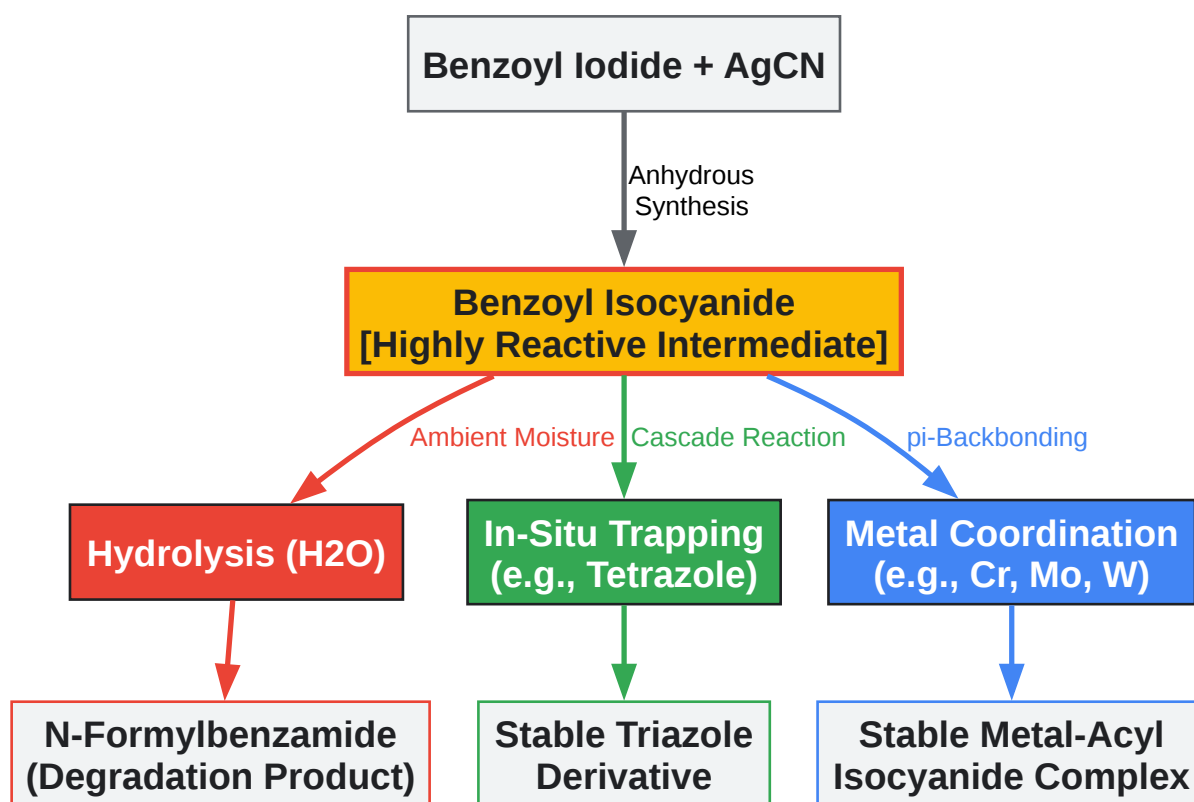 Benzoyl Iodide + AgCN
Anhydrous
Synthesis
Benzoyl Isocyanide
[Highly Reactive Intermediate]
Ambient Moisture
Cascade Reaction
pi-Backbonding
Hydrolysis (H2O)
In-Situ Trapping
(e.g., Tetrazole)
Metal Coordination
(e.g., Cr, Mo, W)
N-Formylbenzamide
(Degradation Product)
Stable Triazole
Derivative
Stable Metal-Acyl
Isocyanide Complex